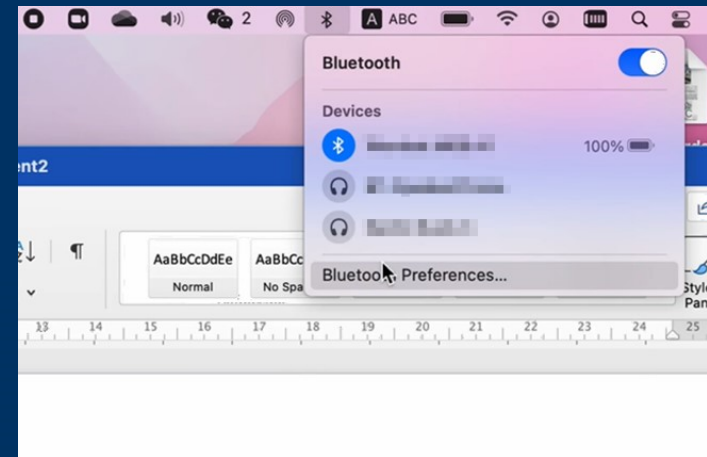 2 A ABC
Bluetooth
Devices
100%
Bluetooth Preferences...
ent2
AaBbCcDdEe AaBbCc
Normal No Spa
Style
Pan
14 15 16 17 18 19 20 21 22 23 24 25